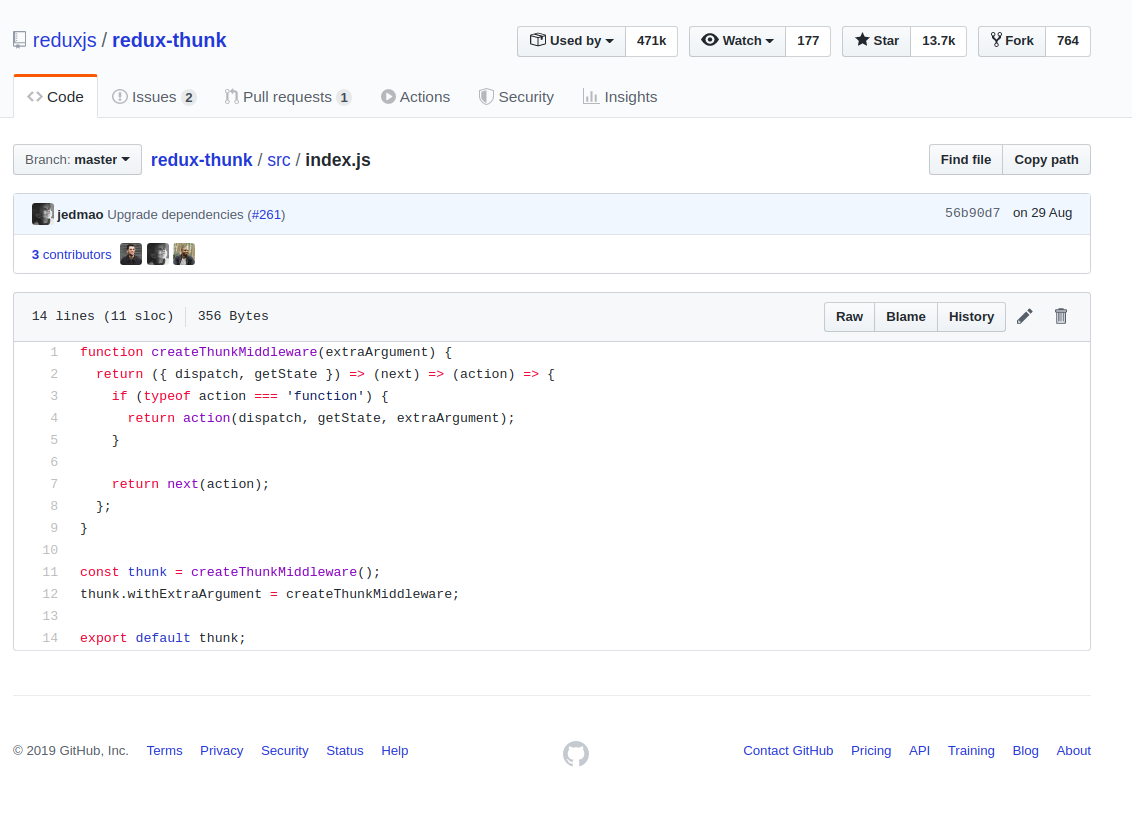 reduxjs / redux-thunk
Used by 471k Watch 177 Star 13.7k Fork 764
Code Issues 2 Pull requests 1 Actions Security Insights
Branch: master redux-thunk / src / index.js Find file Copy path
jedmao Upgrade dependencies (#261) 56b90d7 on 29 Aug
3 contributors
14 lines (11 sloc) 356 Bytes Raw Blame History
1 function createThunkMiddleware(extraArgument) {
2   return ({ dispatch, getState }) => (next) => (action) => {
3     if (typeof action === 'function') {
4       return action(dispatch, getState, extraArgument);
5     }
6
7     return next(action);
8   };
9 }
10
11 const thunk = createThunkMiddleware();
12 thunk.withExtraArgument = createThunkMiddleware;
13
14 export default thunk;
© 2019 GitHub, Inc. Terms Privacy Security Status Help Contact GitHub Pricing API Training Blog About